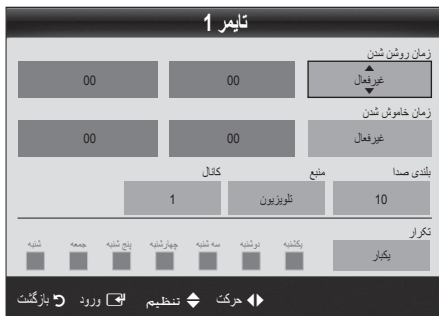 تایمر 1
زمان روشن شدن
غیرفعال 00 00
زمان خاموش شدن
غیرفعال 00 00
بلندی صدا منبع کانال
10 تلویزیون 1
تکرار
یکشنبه دوشنبه سه شنبه چهارشنبه پنج شنبه جمعه شنبه
یکبار
حرکت تنظیم ورود بازگشت